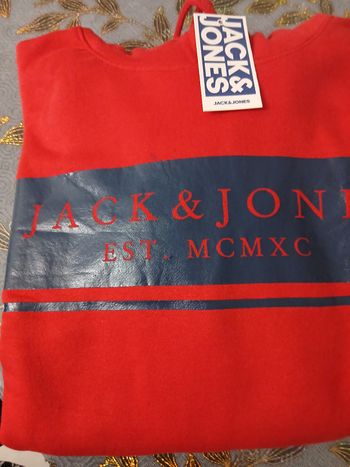 JACK&
JONES
JACK&JONES
JACK & JONE
EST. MCMXC